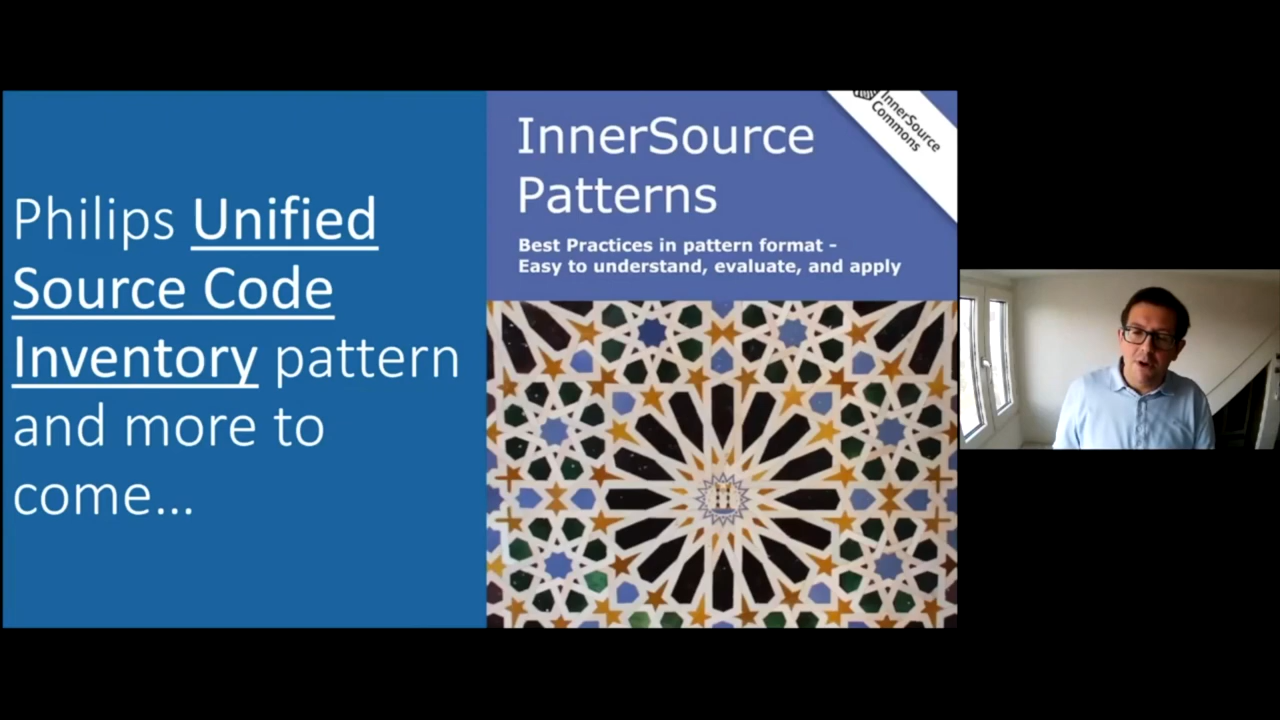 Philips Unified
Source Code
Inventory pattern
and more to
come...
InnerSource
Patterns
Best Practices in pattern format -
Easy to understand, evaluate, and apply
InnerSource
Commons